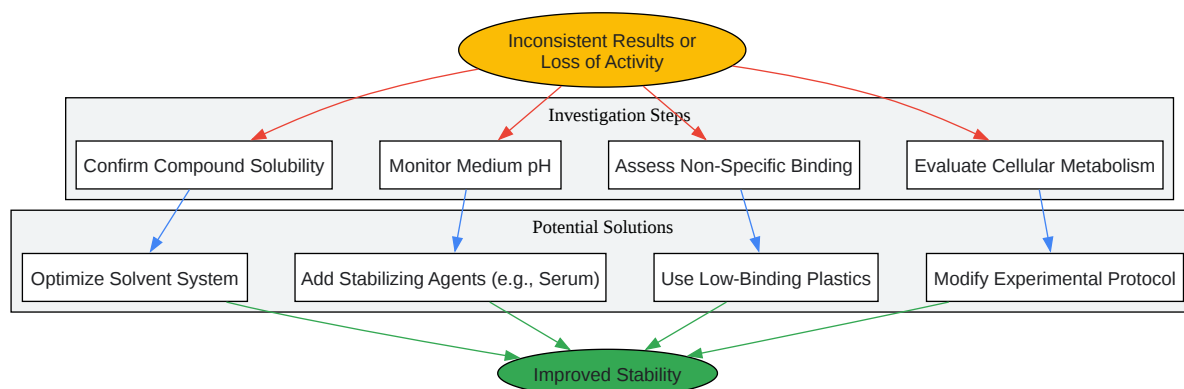 Inconsistent Results or
Loss of Activity
Investigation Steps
Confirm Compound Solubility
Monitor Medium pH
Assess Non-Specific Binding
Evaluate Cellular Metabolism
Potential Solutions
Optimize Solvent System
Add Stabilizing Agents (e.g., Serum)
Use Low-Binding Plastics
Modify Experimental Protocol
Improved Stability